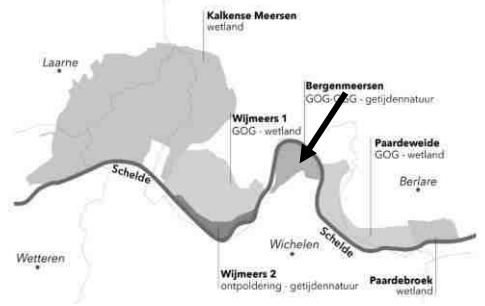 Kalkense Meersen
wetland
Laarne
Bergenmeersen
GOG-GGG - getijdennatuur
Wijmeers 1
GOG - wetland
Paardeweide
GOG - wetland
Berlare
Schelde
Schelde
Wichelen
Wetteren
Wijmeers 2
ontpoldering - getijdennatuur
Paardebroek
wetland